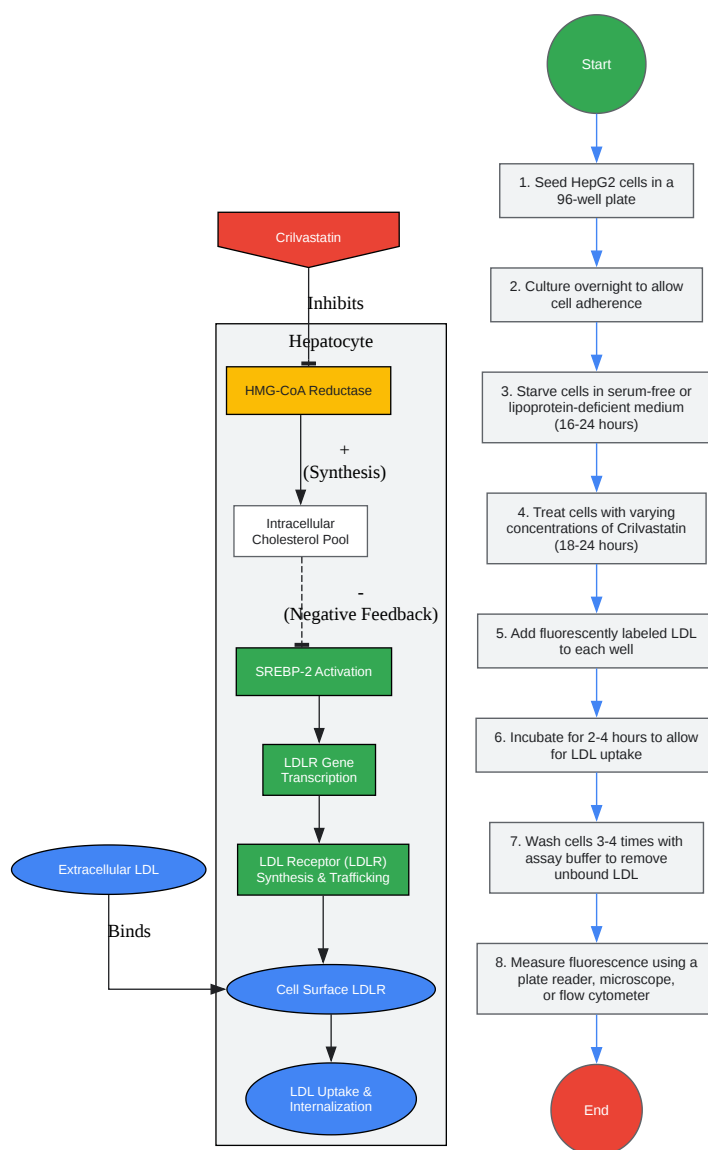 Crilvastatin
Inhibits
Hepatocyte
HMG-CoA Reductase
+
(Synthesis)
Intracellular
Cholesterol Pool
-
(Negative Feedback)
SREBP-2 Activation
LDLR Gene
Transcription
LDL Receptor (LDLR)
Synthesis & Trafficking
Extracellular LDL
Binds
Cell Surface LDLR
LDL Uptake &
Internalization
Start
1. Seed HepG2 cells in a
96-well plate
2. Culture overnight to allow
cell adherence
3. Starve cells in serum-free or
lipoprotein-deficient medium
(16-24 hours)
4. Treat cells with varying
concentrations of Crilvastatin
(18-24 hours)
5. Add fluorescently labeled LDL
to each well
6. Incubate for 2-4 hours to allow
for LDL uptake
7. Wash cells 3-4 times with
assay buffer to remove
unbound LDL
8. Measure fluorescence using a
plate reader, microscope,
or flow cytometer
End